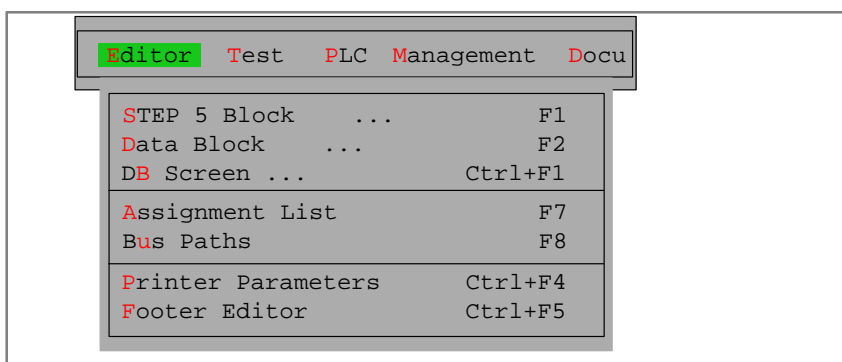 Editor Test PLC Management Docu
STEP 5 Block ... F1
Data Block ... F2
DB Screen ... Ctrl+F1
Assignment List F7
Bus Paths F8
Printer Parameters Ctrl+F4
Footer Editor Ctrl+F5